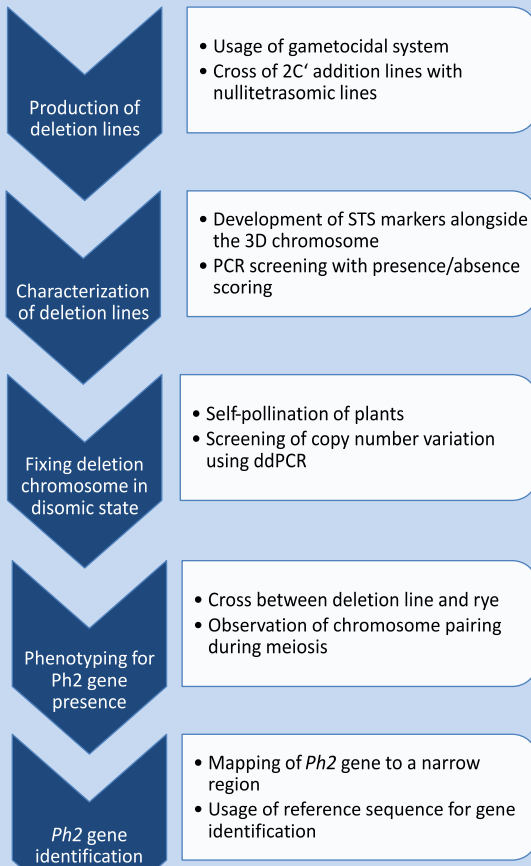 Production of
deletion lines
• Usage of gametocidal system
• Cross of 2C‘ addition lines with
nullitetrasomic lines
Characterization
of deletion lines
• Development of STS markers alongside
the 3D chromosome
• PCR screening with presence/absence
scoring
Fixing deletion
chromosome in
disomic state
• Self-pollination of plants
• Screening of copy number variation
using ddPCR
Phenotyping for
Ph2 gene
presence
• Cross between deletion line and rye
• Observation of chromosome pairing
during meiosis
Ph2 gene
identification
• Mapping of Ph2 gene to a narrow
region
• Usage of reference sequence for gene
identification